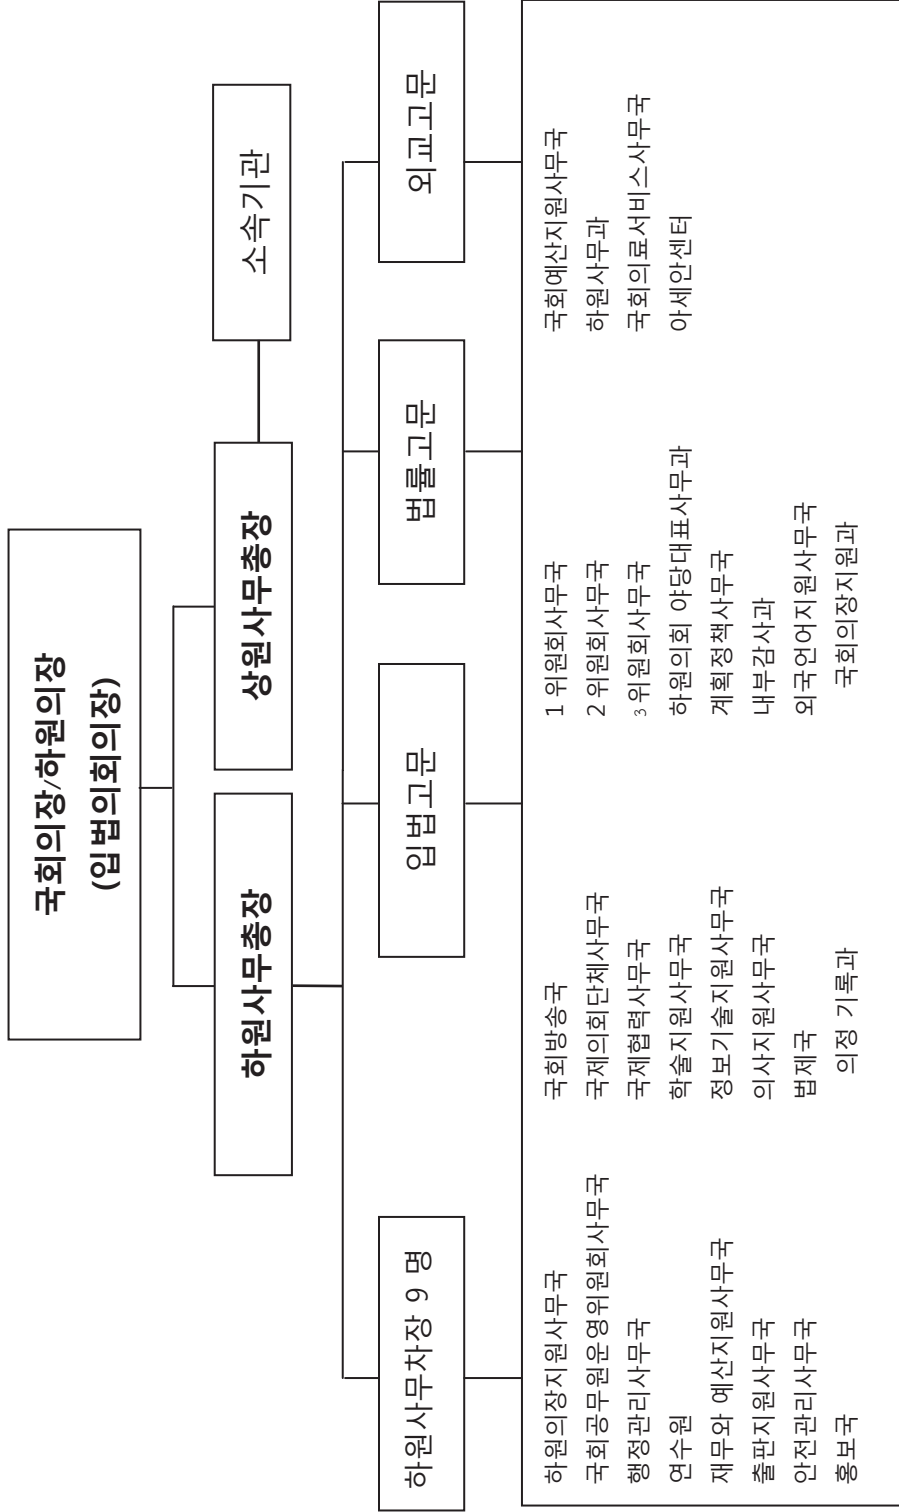 국회의장/하원의장
(입법의회의장)
하원사무총장
상원사무총장
소속기관
하원사무차장 9 명
입법고문
법률고문
외교고문
하원의장지원사무국
국회공무원운영위원회사무국
행정관리사무국
연수원
재무와 예산지원사무국
출판지원사무국
안전관리사무국
홍보국
국회방송국
국제의회단체사무국
국제협력사무국
학술지원사무국
정보기술지원사무국
의사지원사무국
법제국
의정 기록과
1 위원회사무국
2 위원회사무국
3 위원회사무국
하원의회 야당대표사무과
계획정책사무국
내부감사과
외국언어지원사무국
국회의장지원과
국회예산지원사무국
하원사무과
국회의료서비스사무국
아세안센터